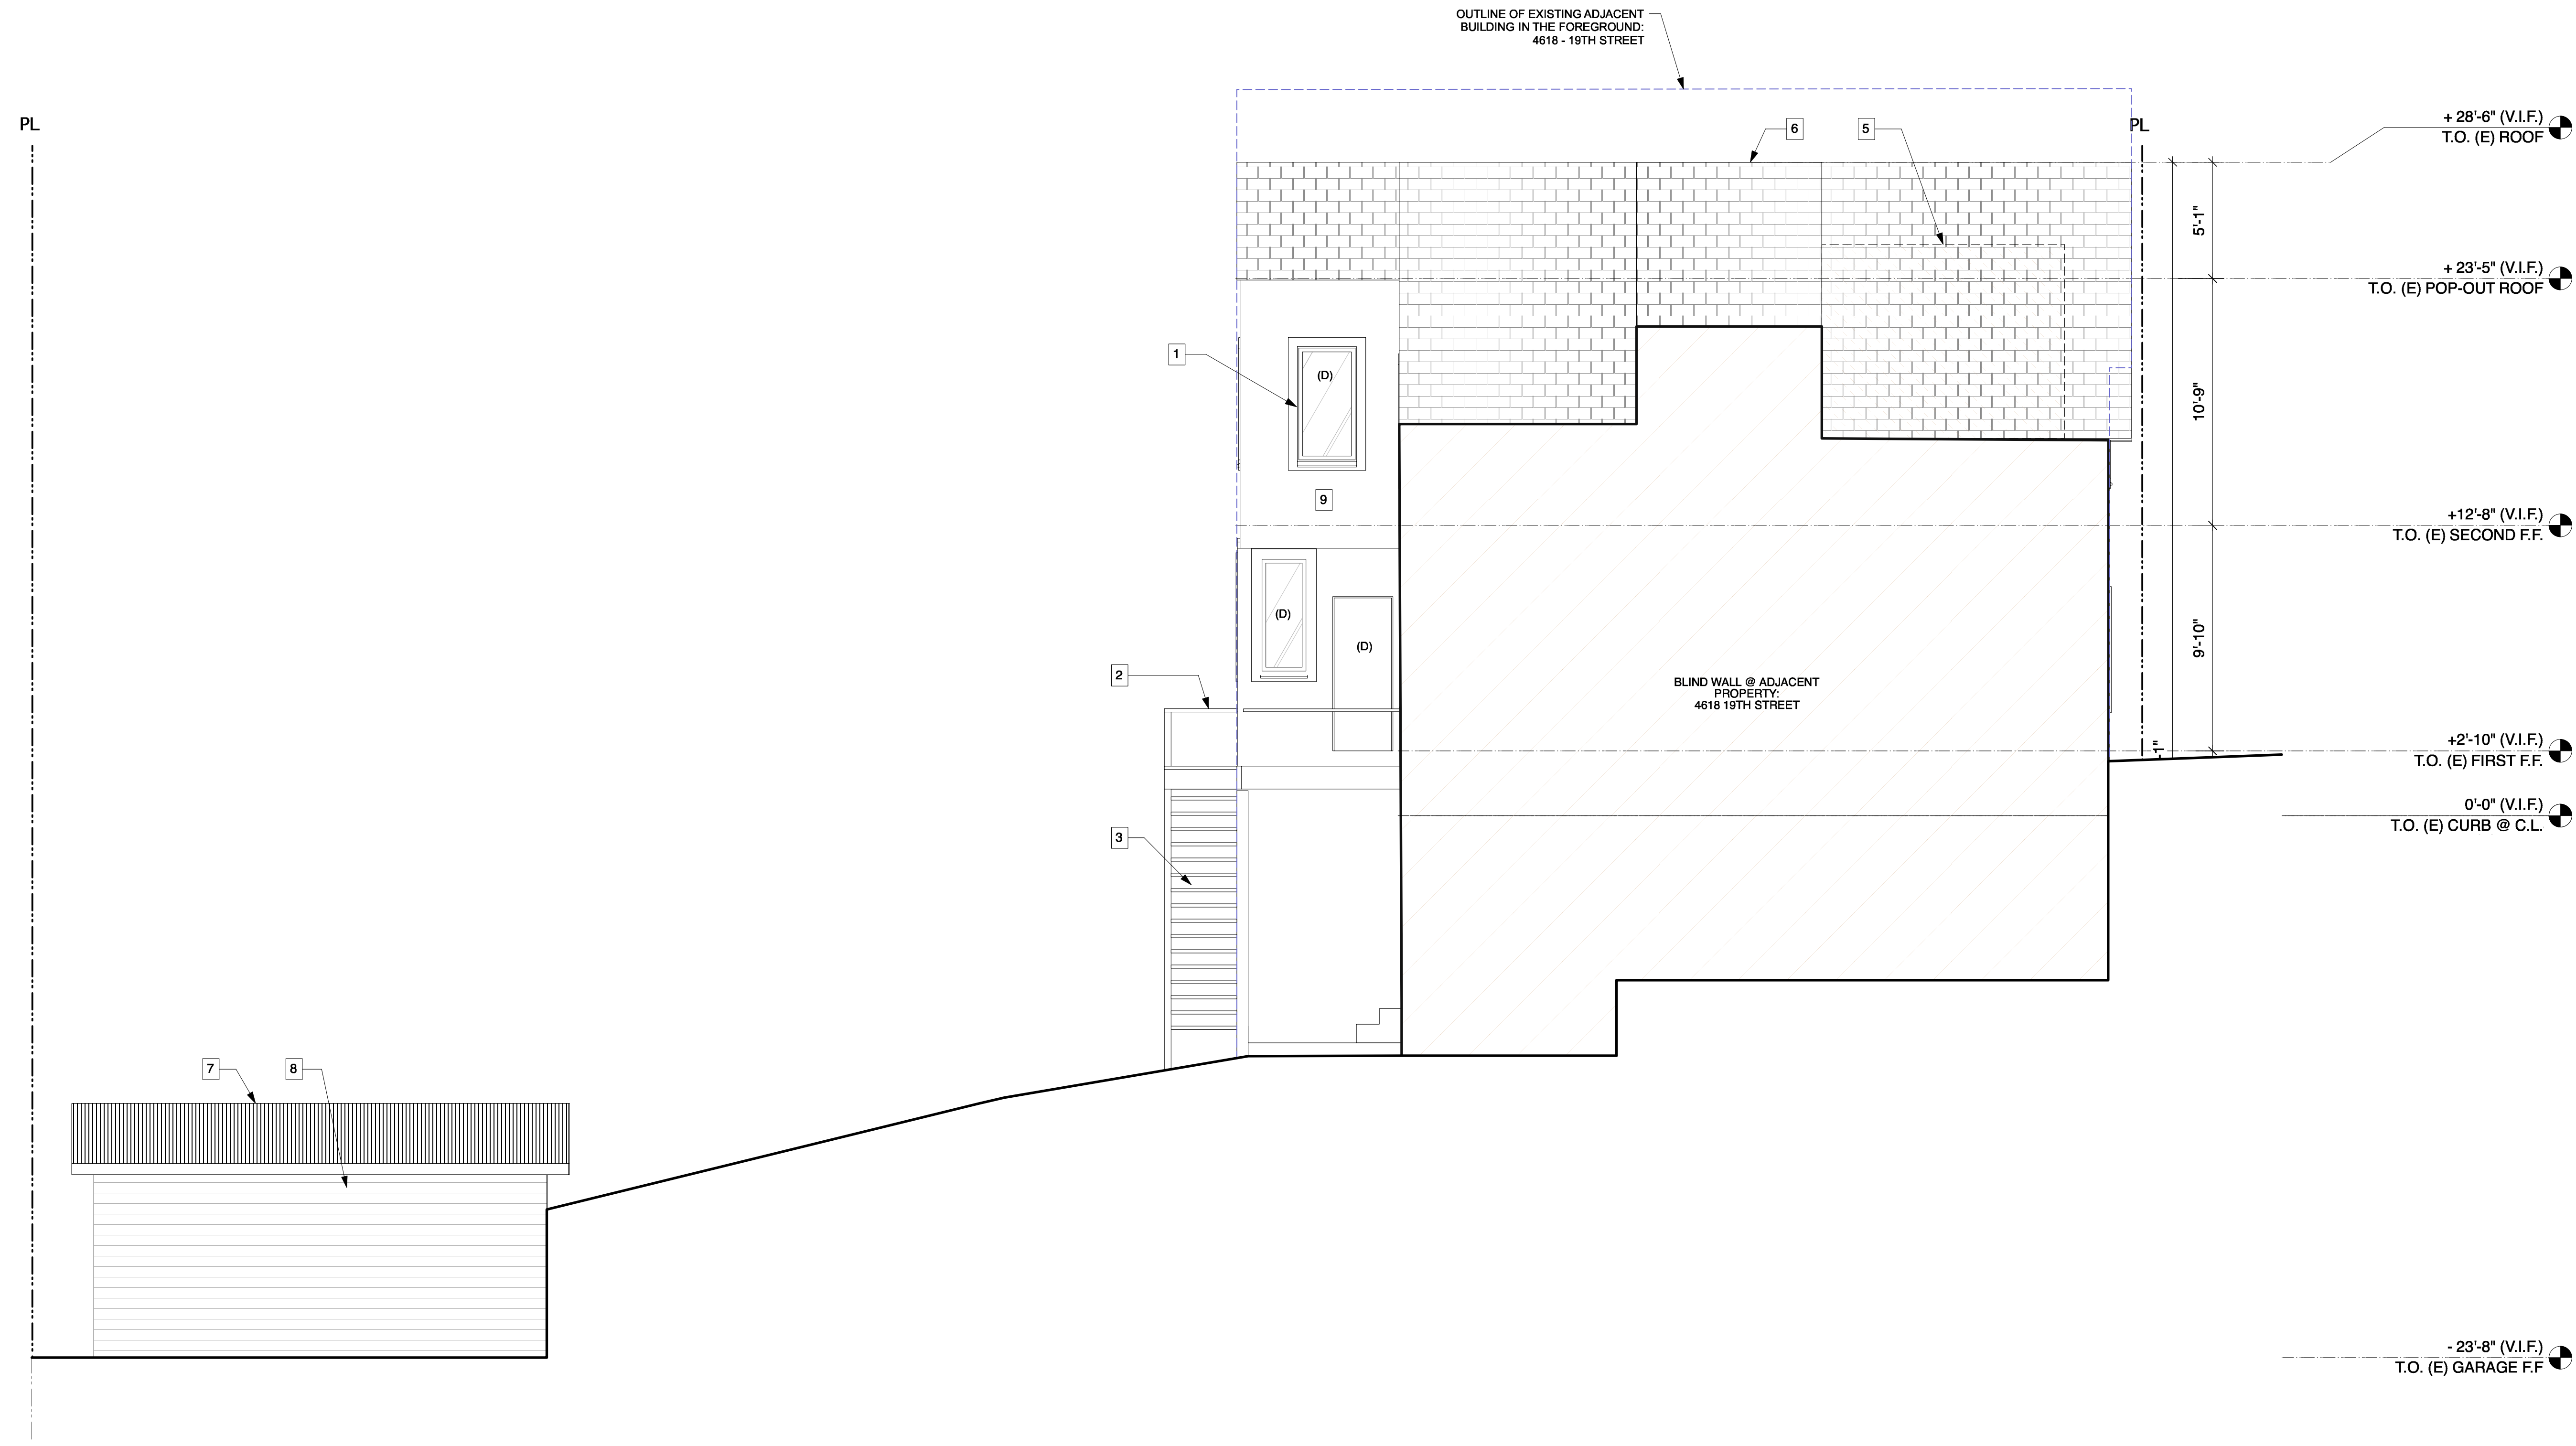 OUTLINE OF EXISTING ADJACENT
BUILDING IN THE FOREGROUND:
4618 - 19TH STREET
PL
6
5
PL
+ 28'-6" (V.I.F.)
T.O. (E) ROOF
5'-1"
+ 23'-5" (V.I.F.)
T.O. (E) POP-OUT ROOF
1
(D)
10'-9"
9
+12'-8" (V.I.F.)
T.O. (E) SECOND F.F.
(D)
(D)
9'-10"
2
BLIND WALL @ ADJACENT
PROPERTY:
4618 19TH STREET
+2'-10" (V.I.F.)
T.O. (E) FIRST F.F.
0'-0" (V.I.F.)
T.O. (E) CURB @ C.L.
3
7
8
- 23'-8" (V.I.F.)
T.O. (E) GARAGE F.F